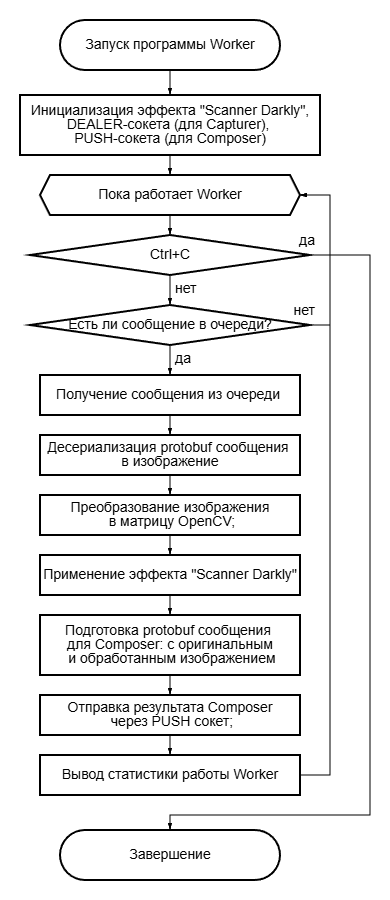 Запуск программы Worker
Инициализация эффекта "Scanner Darkly",
DEALER-сокета (для Capturer),
PUSH-сокета (для Composer)
Пока работает Worker
Ctrl+C
да
нет
Есть ли сообщение в очереди?
нет
да
Получение сообщения из очереди
Десериализация protobuf сообщения
в изображение
Преобразование изображения
в матрицу OpenCV;
Применение эффекта "Scanner Darkly"
Подготовка protobuf сообщения
для Composer: с оригинальным
и обработанным изображением
Отправка результата Composer
через PUSH сокет;
Вывод статистики работы Worker
Завершение